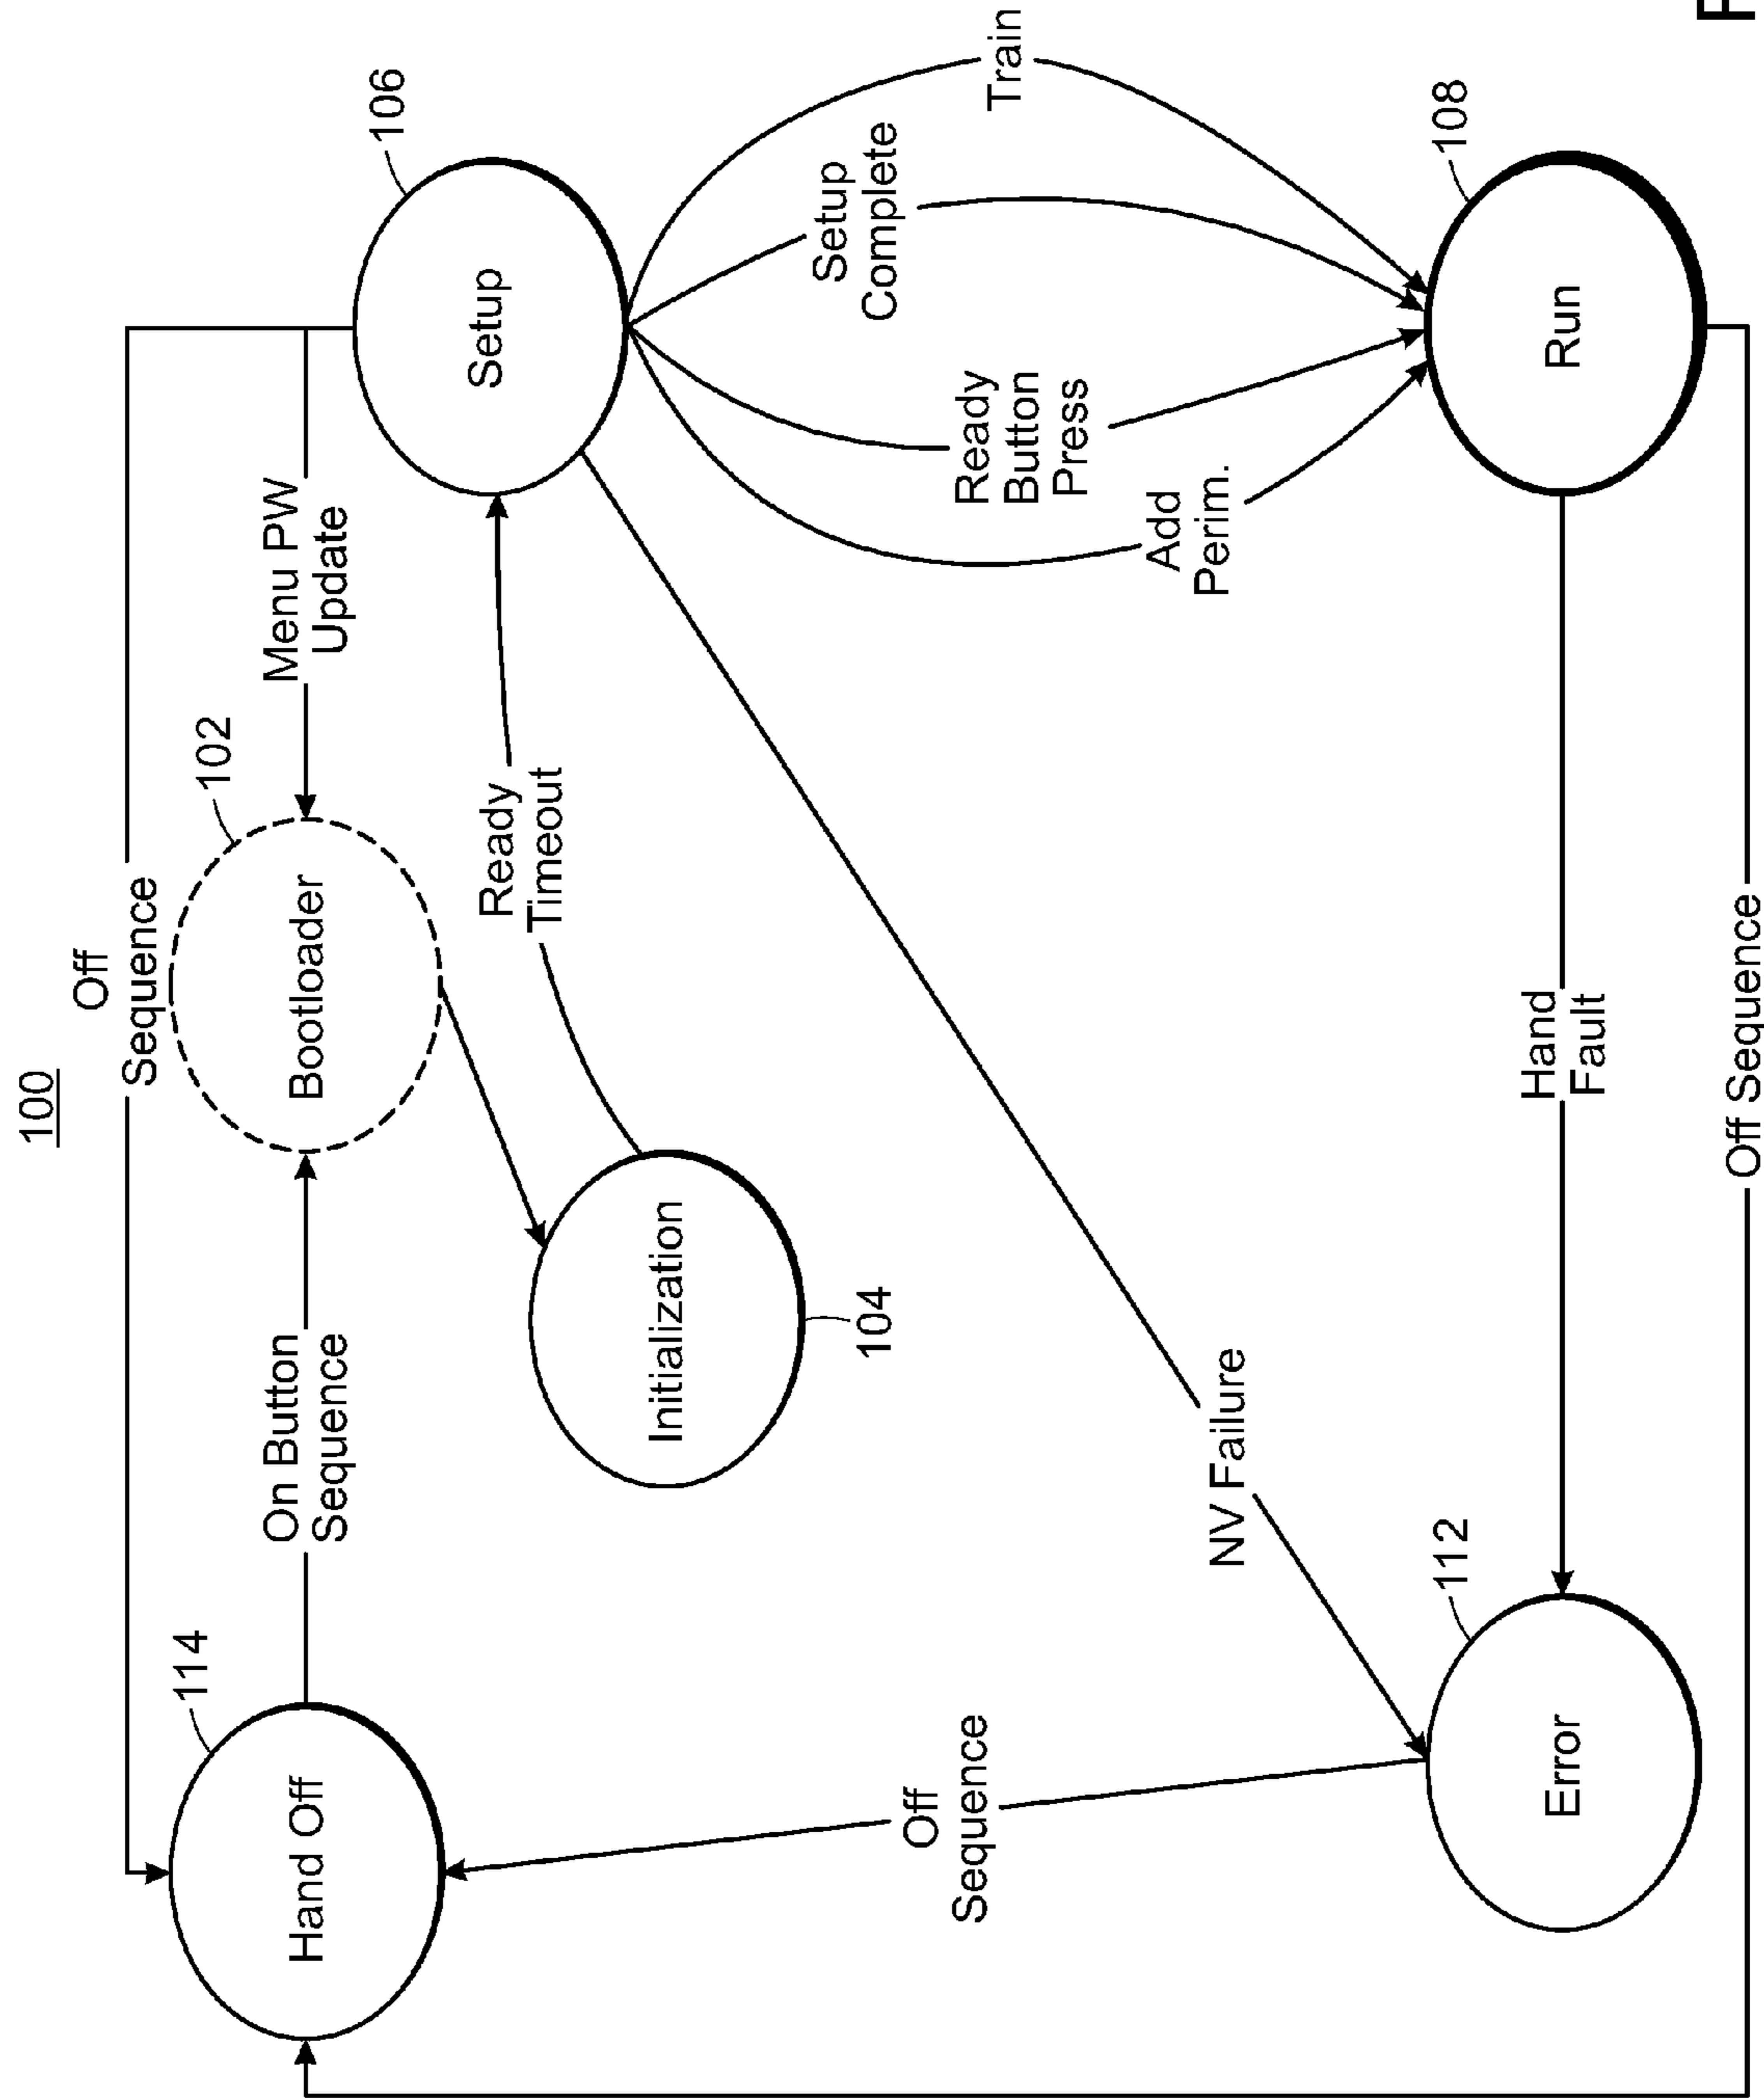 100
Off
Sequence
114
On Button
Sequence
102
Menu PW
Update
106
Hand Off
Bootloader
Setup
Ready
Timeout
Initialization
104
Setup
Complete
Train
Ready
Button
Press
Add
Perim.
Off
Sequence
NV Failure
112
108
Error
Hand
Fault
Run
Off Sequence